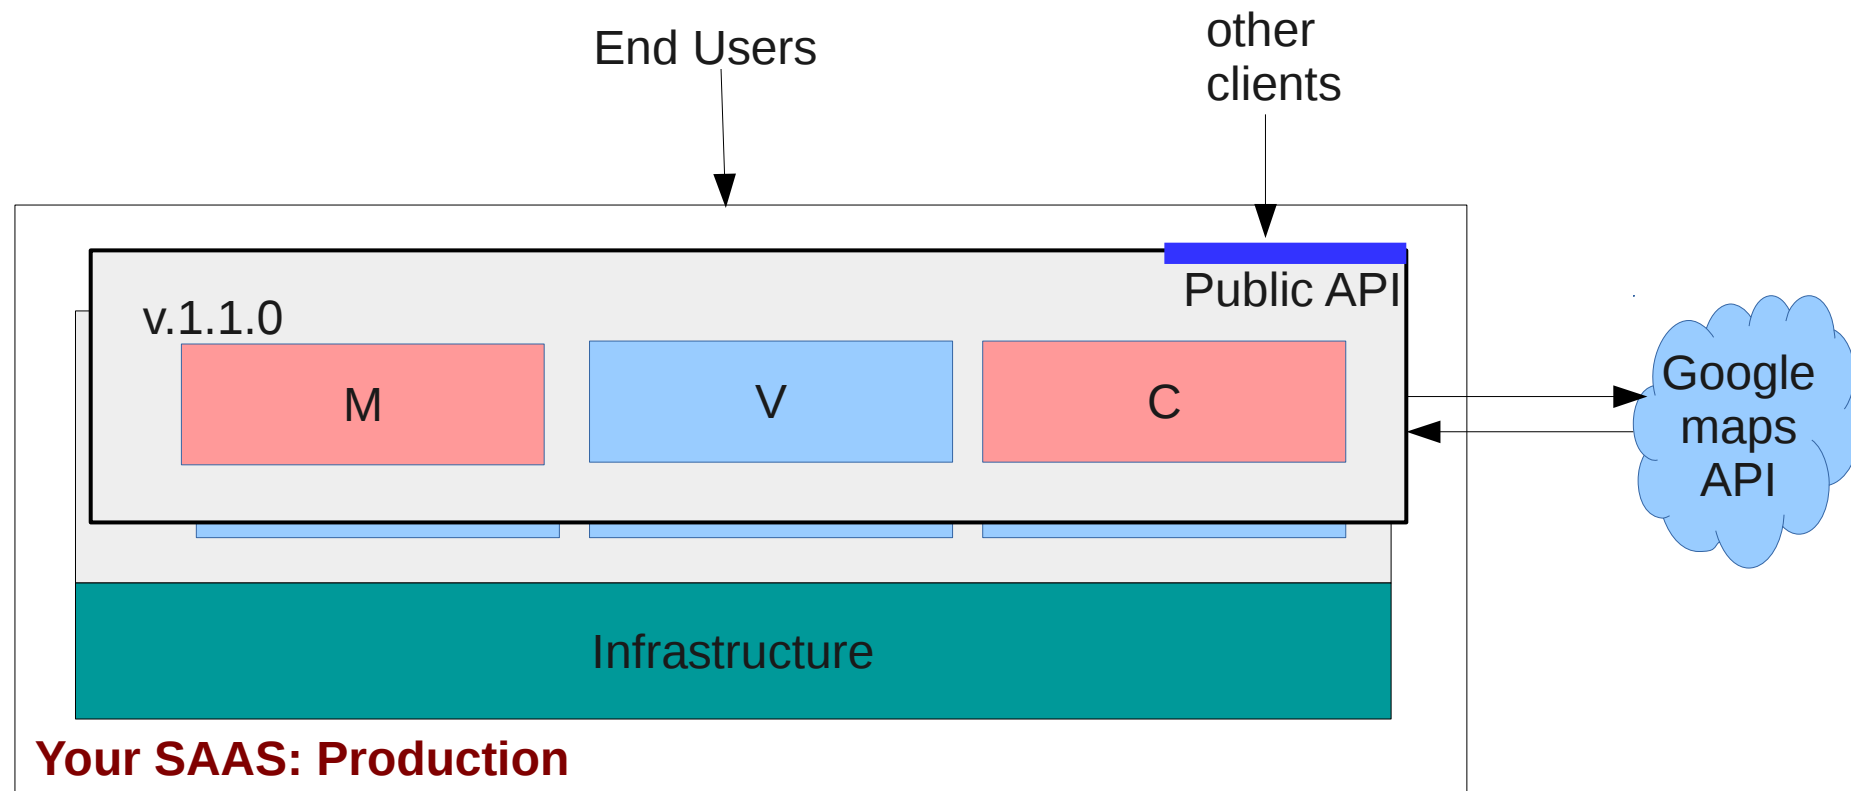 End Users
other
clients
Public API
v.1.1.0
M
V
C
Google
maps
API
Infrastructure
Your SAAS: Production